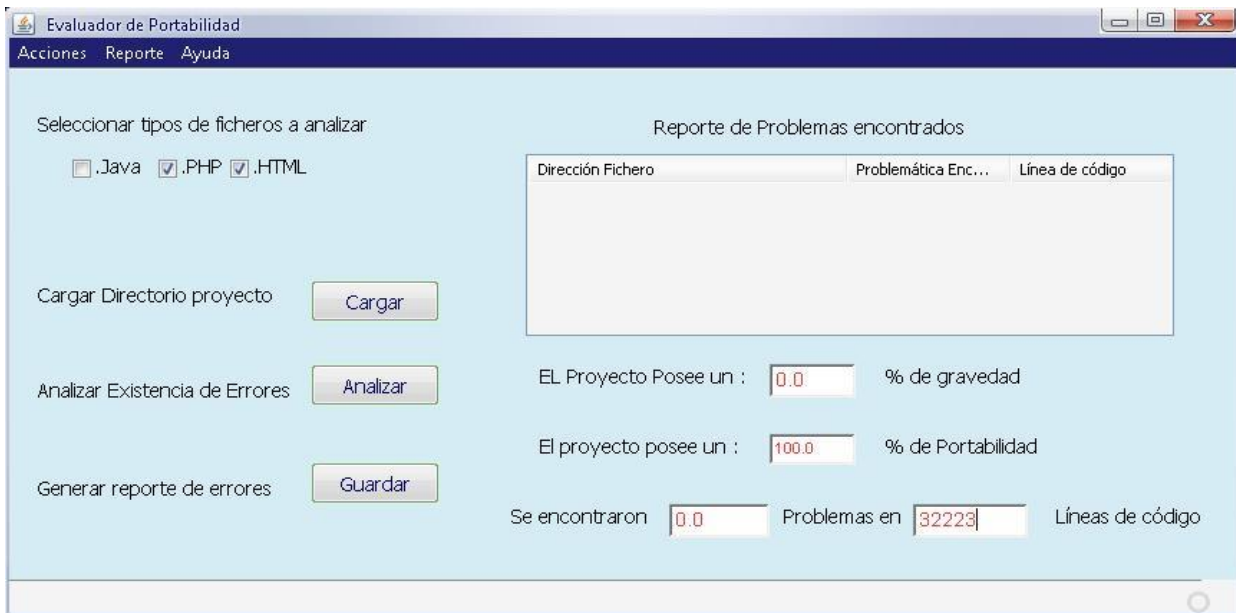 Evaluador de Portabilidad
Acciones Reporte Ayuda
Seleccionar tipos de ficheros a analizar
.Java .PHP .HTML
Cargar Directorio proyecto
Cargar
Analizar Existencia de Errores
Analizar
Generar reporte de errores
Guardar
Reporte de Problemas encontrados
Dirección Fichero Problemática Enc... Línea de código
EL Proyecto Posee un : 0.0 % de gravedad
El proyecto posee un : 100.0 % de Portabilidad
Se encontraron 0.0 Problemas en 32223 Líneas de código